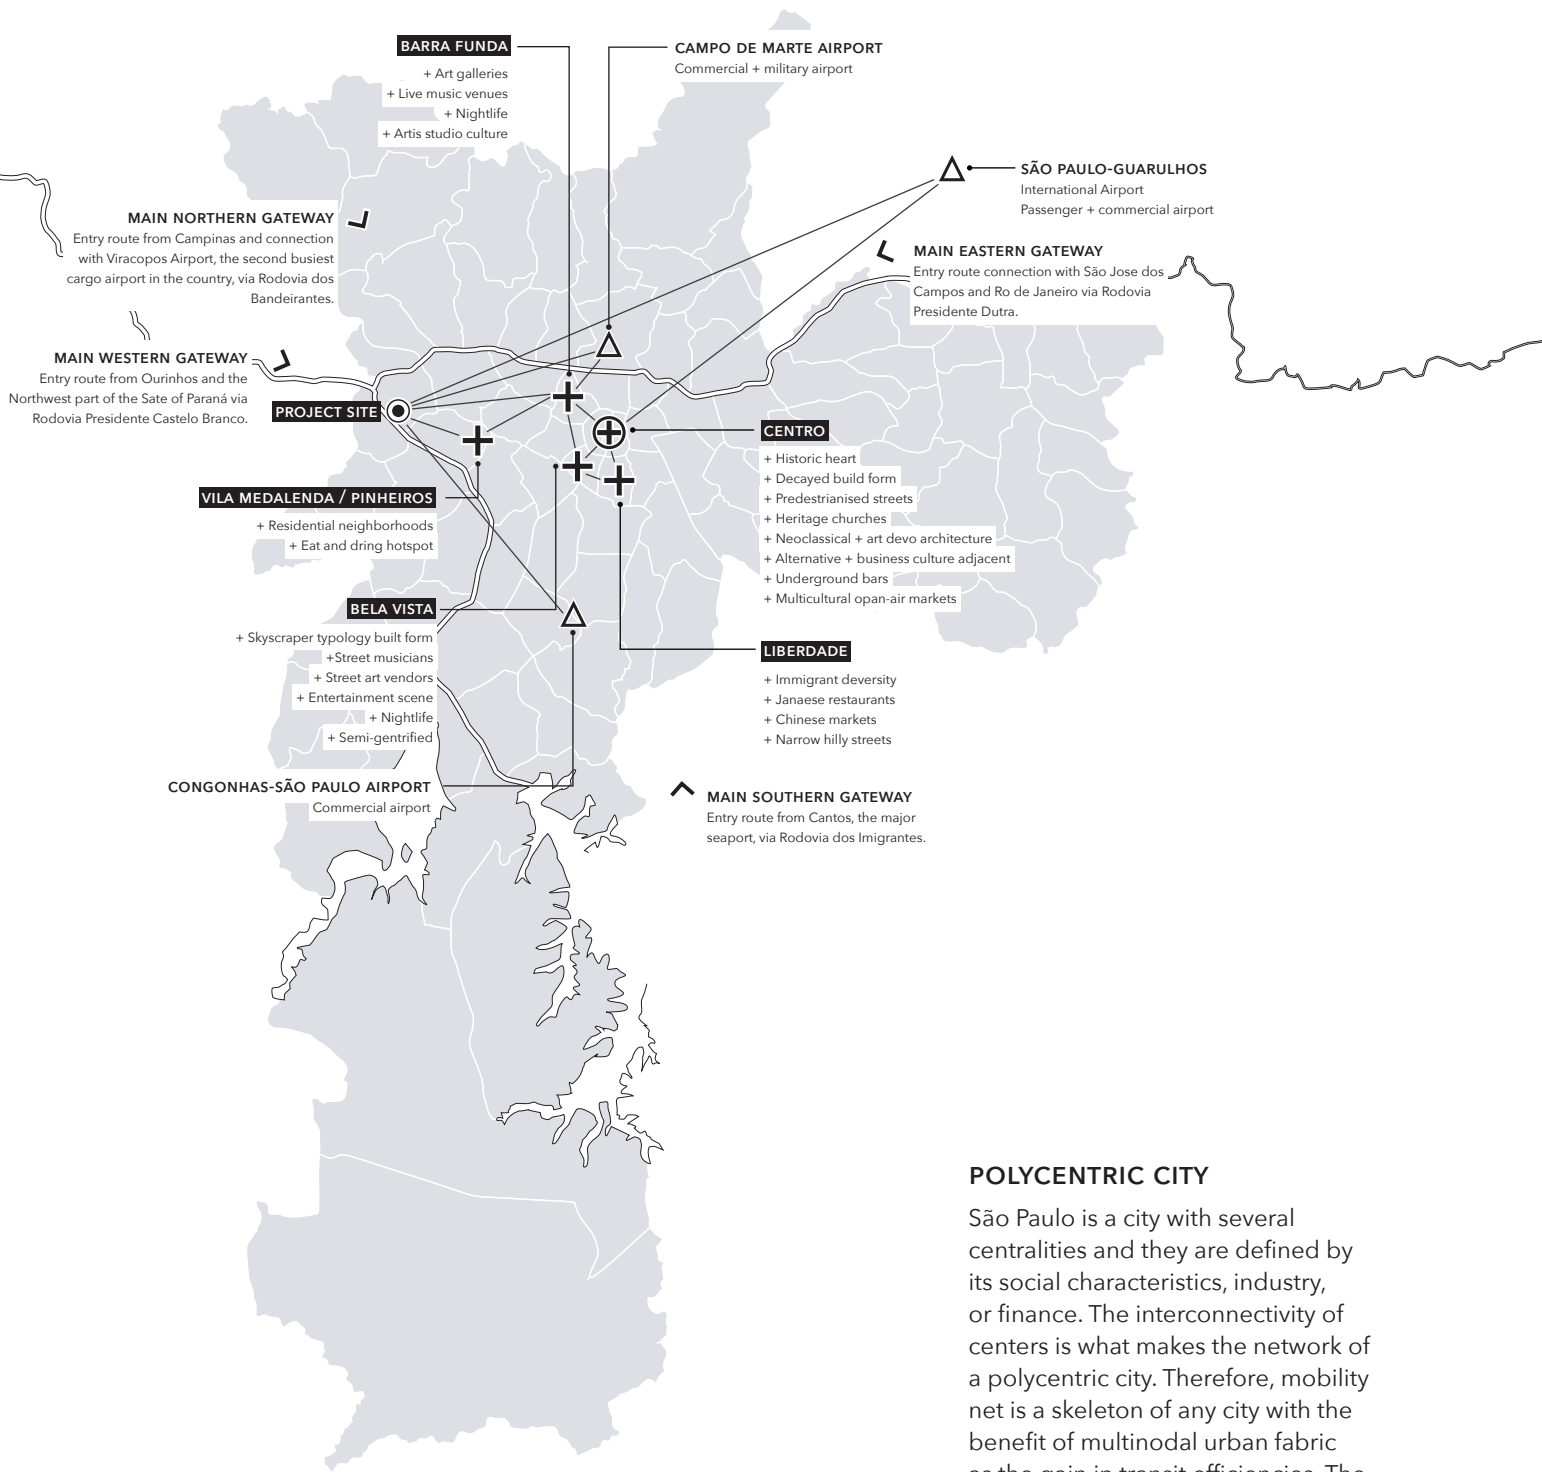 BARRA FUNDA
+ Art galleries
+ Live music venues
+ Nightlife
+ Artis studio culture
CAMPO DE MARTE AIRPORT
Commercial + military airport
SÃO PAULO-GUARULHOS
International Airport
Passenger + commercial airport
MAIN NORTHERN GATEWAY
Entry route from Campinas and connection
with Viracopos Airport, the second busiest
cargo airport in the country, via Rodovia dos
Bandeirantes.
MAIN EASTERN GATEWAY
Entry route connection with São Jose dos
Campos and Ro de Janeiro via Rodovia
Presidente Dutra.
MAIN WESTERN GATEWAY
Entry route from Ourinhos and the
Northwest part of the Sate of Paraná via
Rodovia Presidente Castelo Branco.
PROJECT SITE
CENTRO
+ Historic heart
+ Decayed build form
+ Predestrianised streets
+ Heritage churches
+ Neoclassical + art devo architecture
+ Alternative + business culture adjacent
+ Underground bars
+ Multicultural opan-air markets
VILA MEDALENDA / PINHEIROS
+ Residential neighborhoods
+ Eat and dring hotspot
BELA VISTA
+ Skyscraper typology built form
+Street musicians
+ Street art vendors
+ Entertainment scene
+ Nightlife
+ Semi-gentrified
LIBERDADE
+ Immigrant deversity
+ Janaese restaurants
+ Chinese markets
+ Narrow hilly streets
CONGONHAS-SÃO PAULO AIRPORT
Commercial airport
MAIN SOUTHERN GATEWAY
Entry route from Cantos, the major
seaport, via Rodovia dos Imigrantes.
POLYCENTRIC CITY
São Paulo is a city with several
centralities and they are defined by
its social characteristics, industry,
or finance. The interconnectivity of
centers is what makes the network of
a polycentric city. Therefore, mobility
net is a skeleton of any city with the
benefit of multinodal urban fabric
as the gain in transit efficiencies. The